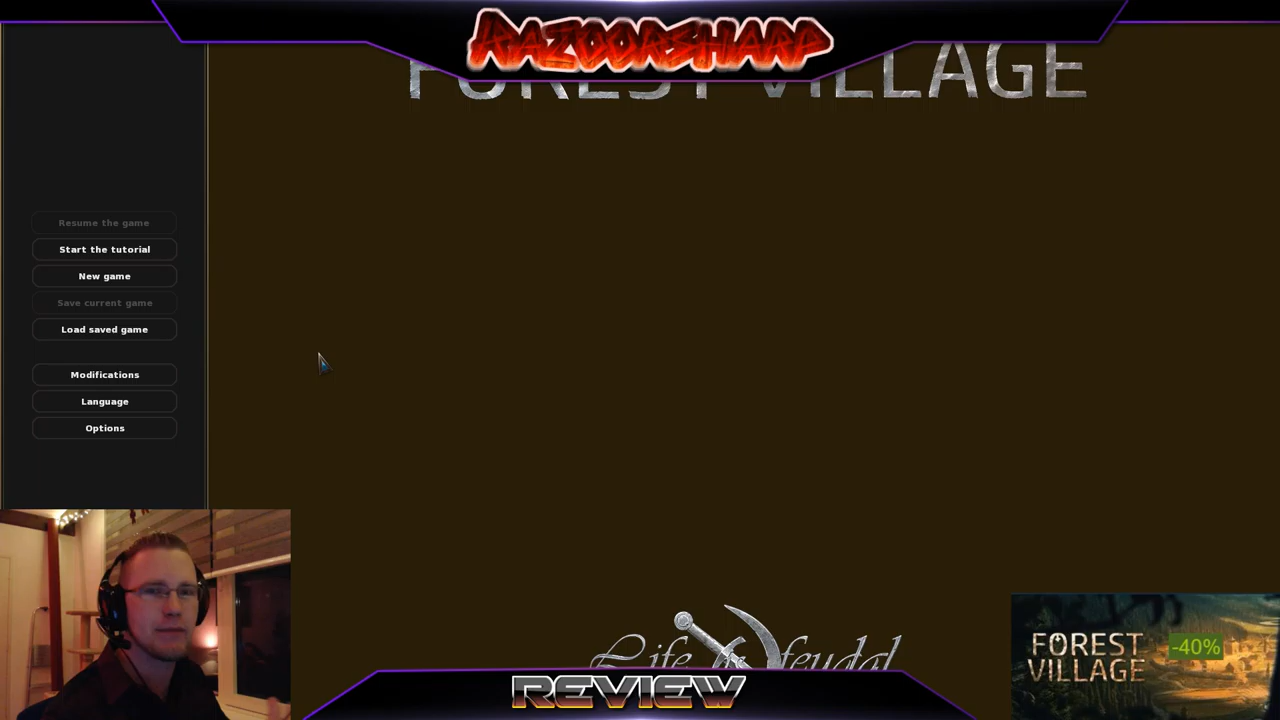 RAZOORSHARP
FOREST VILLAGE
Resume the game
Start the tutorial
New game
Save current game
Load saved game
Modifications
Language
Options
Life is feudal
FOREST
VILLAGE
-40%
REVIEW